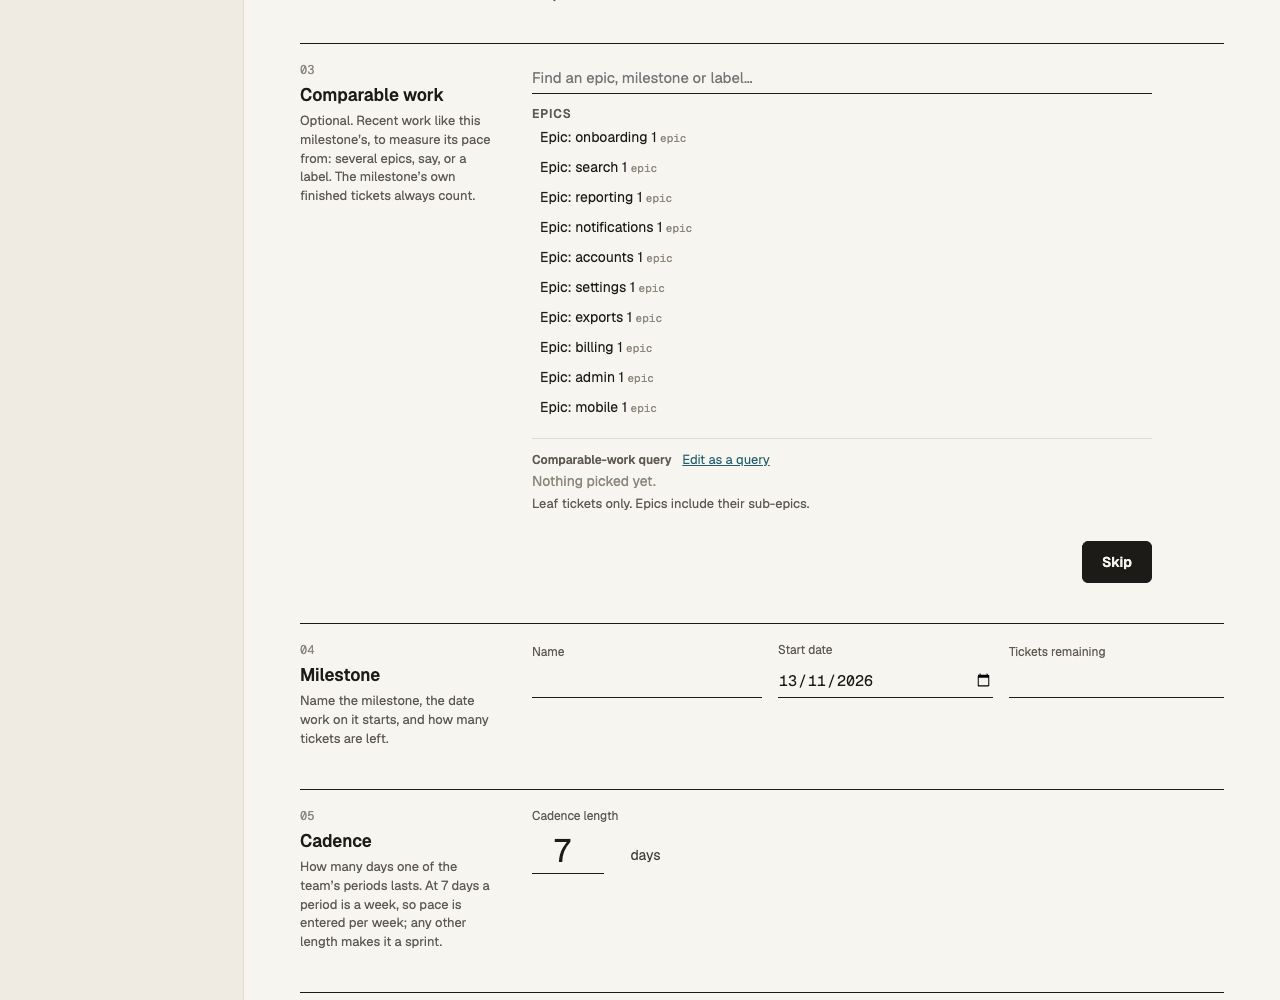 03
Comparable work
Optional. Recent work like this
milestone's, to measure its pace
from: several epics, say, or a
label. The milestone's own
finished tickets always count.
Find an epic, milestone or label…
EPICS
Epic: onboarding 1 epic
Epic: search 1 epic
Epic: reporting 1 epic
Epic: notifications 1 epic
Epic: accounts 1 epic
Epic: settings 1 epic
Epic: exports 1 epic
Epic: billing 1 epic
Epic: admin 1 epic
Epic: mobile 1 epic
Comparable-work query Edit as a query
Nothing picked yet.
Leaf tickets only. Epics include their sub-epics.
Skip
04
Milestone
Name the milestone, the date
work on it starts, and how many
tickets are left.
Name
Start date
13/11/2026
Tickets remaining
05
Cadence
How many days one of the
team's periods lasts. At 7 days a
period is a week, so pace is
entered per week; any other
length makes it a sprint.
Cadence length
7 days